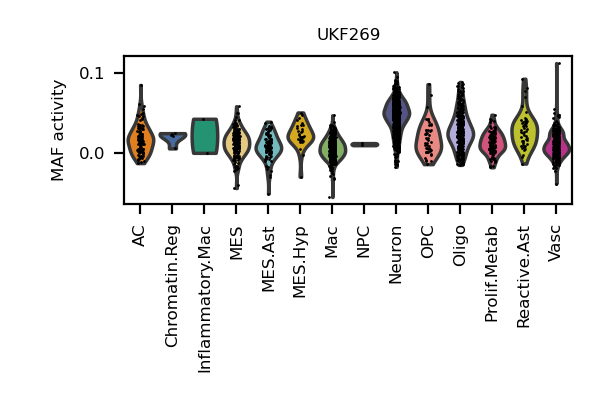 UKF269
MAF activity
0.1
0.0
AC
Chromatin.Reg
Inflammatory.Mac
MES
MES.Ast
MES.Hyp
Mac
NPC
Neuron
OPC
Oligo
Prolif.Metab
Reactive.Ast
Vasc